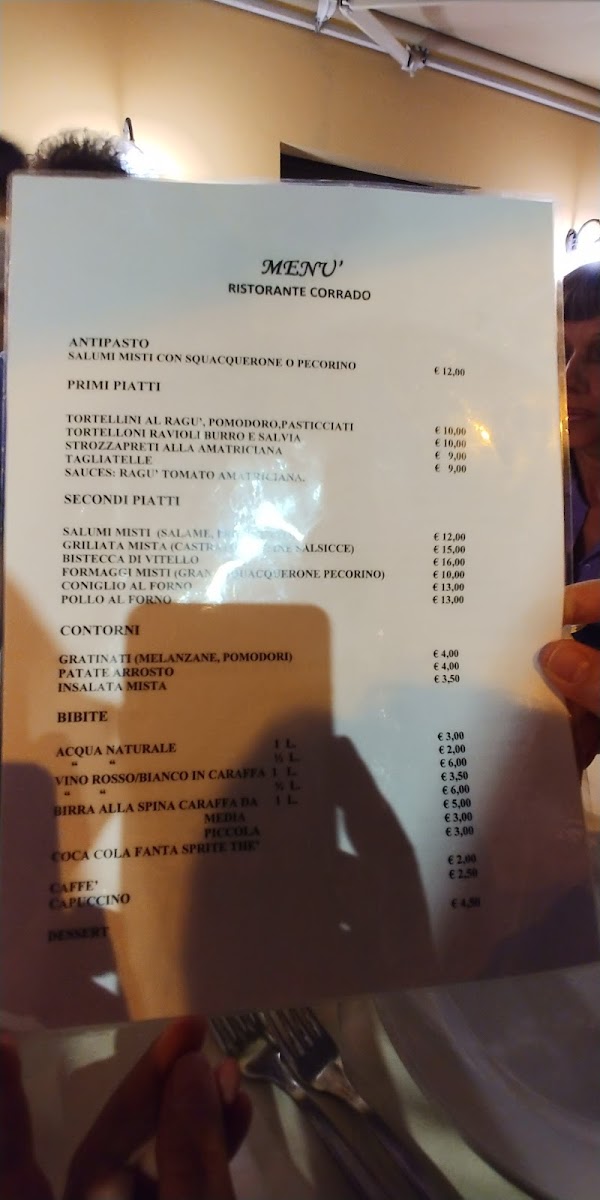 MENU'
RISTORANTE CORRADO
ANTIPASTO
SALUMI MISTI CON SQUACQUERONE O PECORINO € 12,00
PRIMI PIATTI
TORTELLINI AL RAGU', POMODORO,PASTICCIATI € 10,00
TORTELLONI RAVIOLI BURRO E SALVIA € 10,00
STROZZAPRETI ALLA AMATRICIANA € 9,00
TAGLIATELLE € 9,00
SAUCES: RAGU' TOMATO AMATRICIANA.
SECONDI PIATTI
SALUMI MISTI (SALAME, € 12,00
GRILIATA MISTA (CASTRATO SALSICCE) € 15,00
BISTECCA DI VITELLO € 16,00
FORMAGGI MISTI (GRANA SQUACQUERONE PECORINO) € 10,00
CONIGLIO AL FORNO € 13,00
POLLO AL FORNO € 13,00
CONTORNI
GRATINATI (MELANZANE, POMODORI) € 4,00
PATATE ARROSTO € 4,00
INSALATA MISTA € 3,50
BIBITE
ACQUA NATURALE 1 L. € 3,00
“ “ ½ L. € 2,00
VINO ROSSO/BIANCO IN CARAFFA 1 L. € 6,00
“ “ ½ L. € 3,50
BIRRA ALLA SPINA CARAFFA DA 1 L. € 6,00
MEDIA € 5,00
PICCOLA € 3,00
COCA COLA FANTA SPRITE THE' € 3,00
CAFFE' € 2,00
CAPUCCINO € 2,50
DESSERT € 4,50